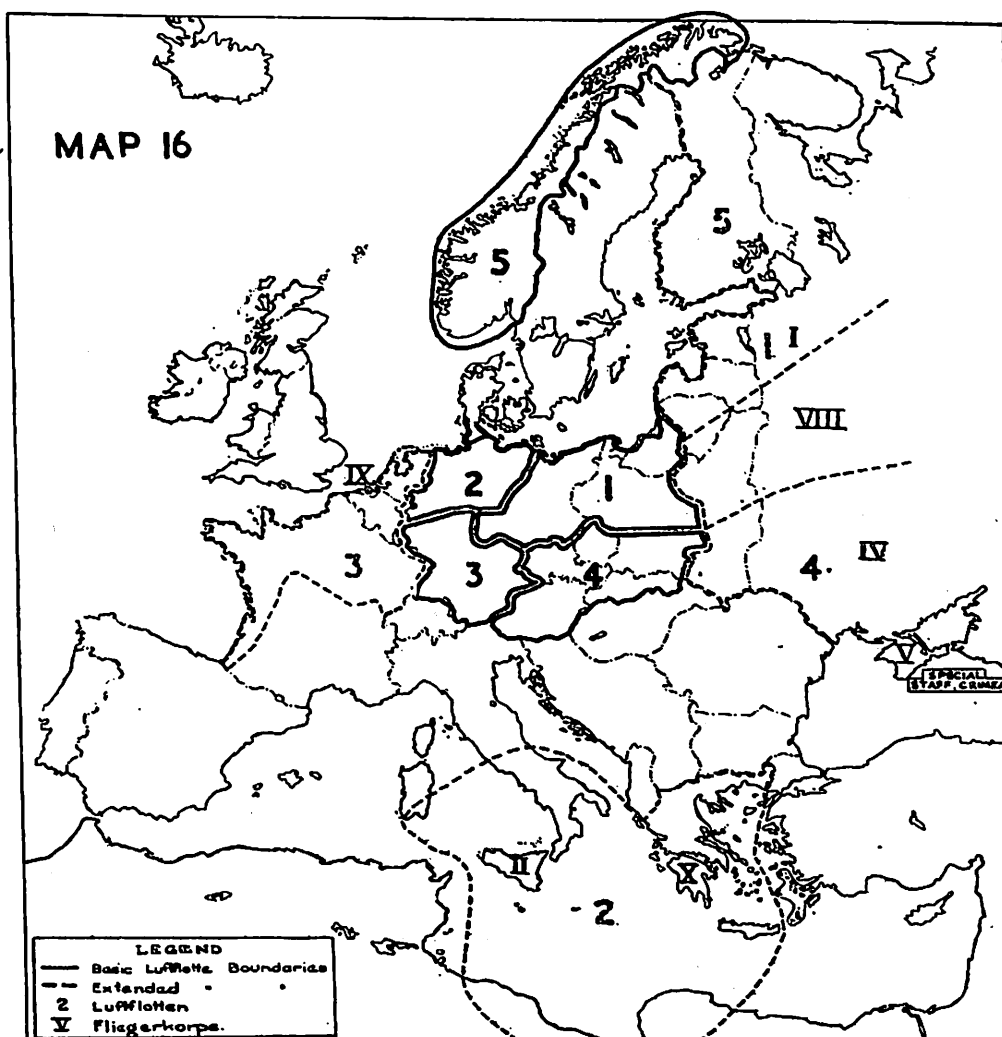 MAP 16
5
5
I I
VIII
IX
2
1
3
3
4
4.
IV
V
SPECIAL
STAFF, CRIMEA
II
X
2
LEGEND
Basic Luftflotte Boundaries
Extended " "
2 Luftflotten
V Fliegerkorps.